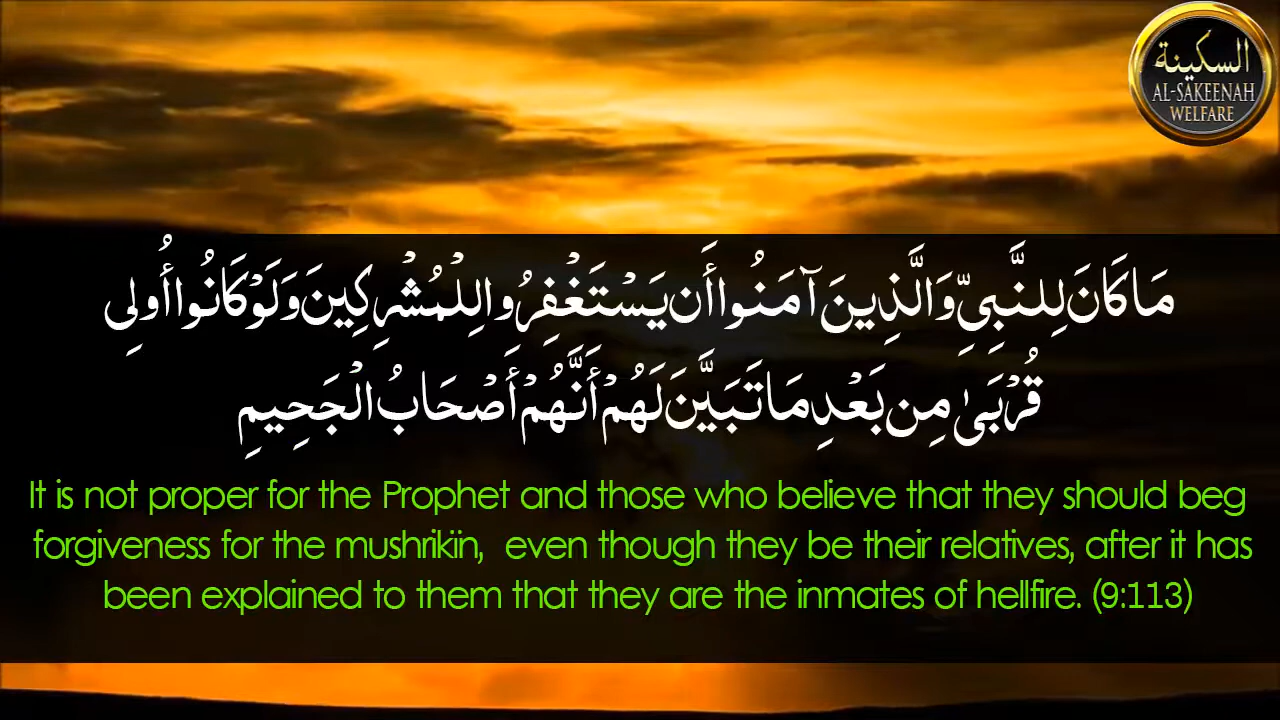 السكينة
AL-SAKEENAH
WELFARE
مَا كَانَ لِلنَّبِيِّ وَالَّذِينَ آمَنُوا أَن يَسْتَغْفِرُوا لِلْمُشْرِكِينَ وَلَوْ كَانُوا أُولِي
قُرْبَىٰ مِن بَعْدِ مَا تَبَيَّنَ لَهُمْ أَنَّهُمْ أَصْحَابُ الْجَحِيمِ
It is not proper for the Prophet and those who believe that they should beg
forgiveness for the mushrikïn, even though they be their relatives, after it has
been explained to them that they are the inmates of hellfire. (9:113)